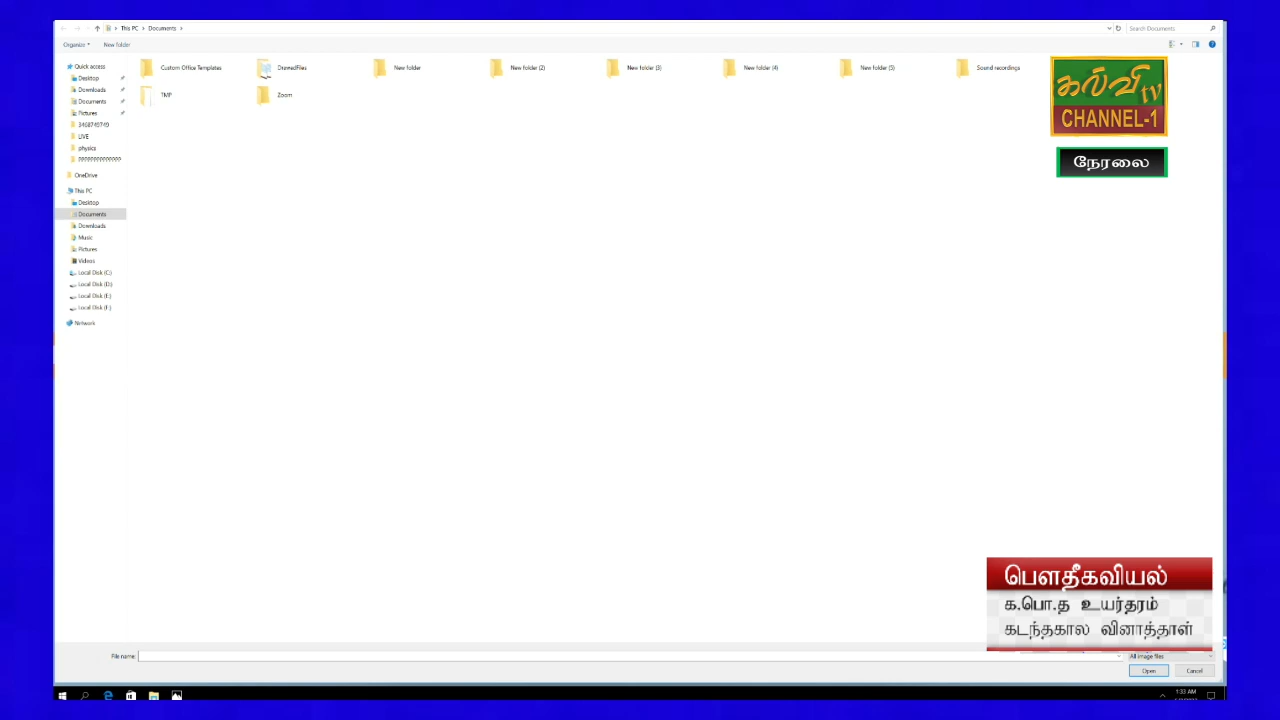 This PC
Documents
Search Documents
Organize
New folder
Quick access
Desktop
Downloads
Documents
Pictures
3468749749
LIVE
physics
??????????????
OneDrive
This PC
Desktop
Documents
Downloads
Music
Pictures
Videos
Local Disk (C:)
Local Disk (D:)
Local Disk (E:)
Local Disk (F:)
Network
Custom Office Templates
DrawedFiles
New folder
New folder (2)
New folder (3)
New folder (4)
New folder (5)
Sound recordings
TMP
Zoom
கல்வி tv
CHANNEL-1
நேரலை
பௌதீகவியல்
க.பொ.த உயர்தரம்
கடந்தகால வினாத்தாள்
File name:
All image files
Open
Cancel
1:33 AM